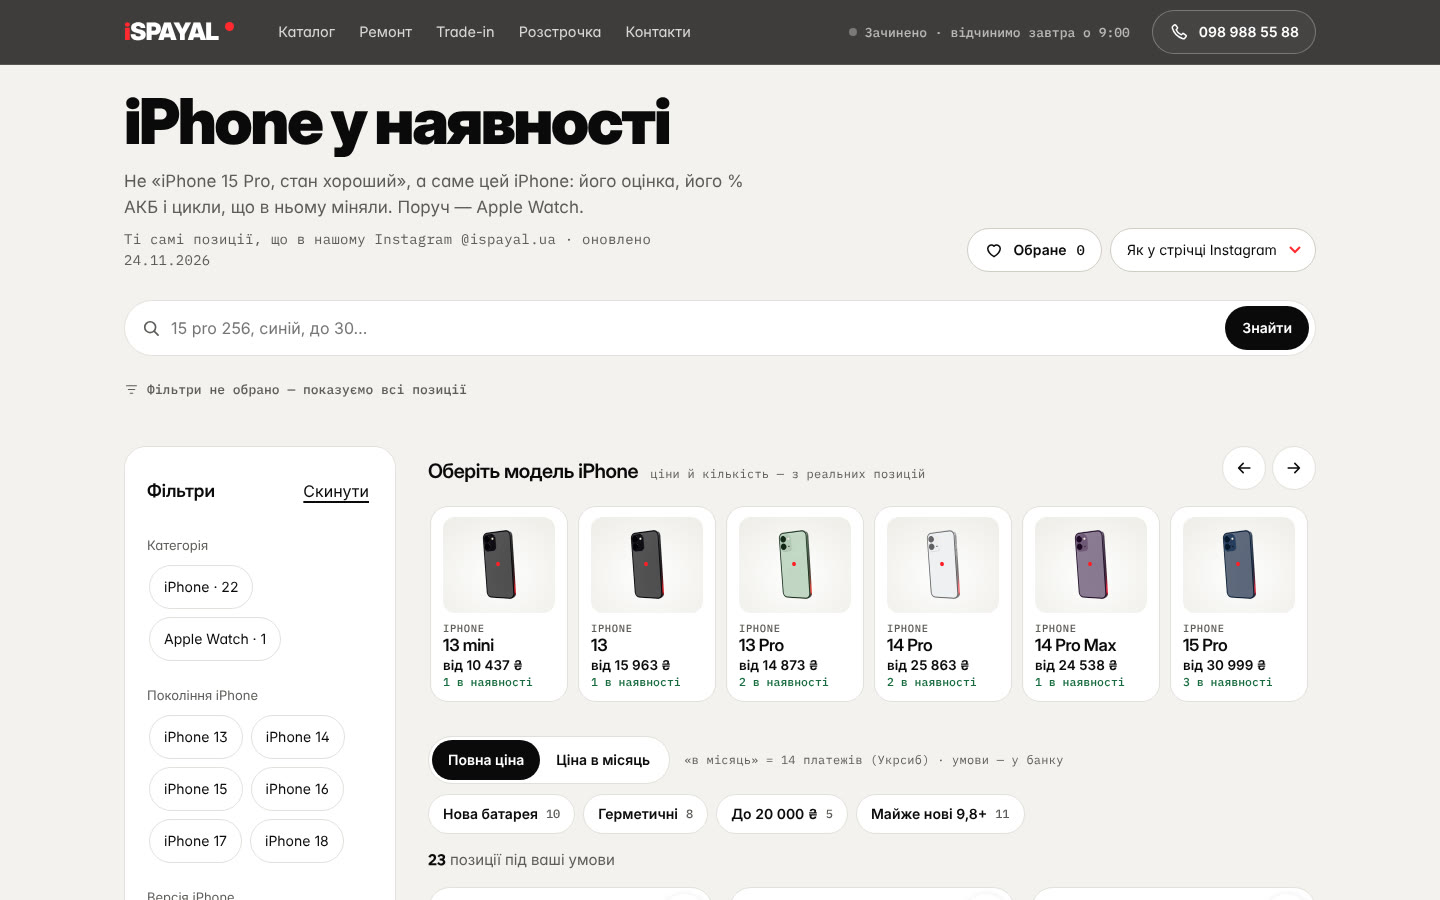 iSPAYAL
Каталог
Ремонт
Trade-in
Розстрочка
Контакти
Зачинено · відчинимо завтра о 9:00
098 988 55 88
iPhone у наявності
Не «iPhone 15 Pro, стан хороший», а саме цей iPhone: його оцінка, його %
АКБ і цикли, що в ньому міняли. Поруч — Apple Watch.
Ті самі позиції, що в нашому Instagram @ispayal.ua · оновлено
24.11.2026
Обране 0
Як у стрічці Instagram
15 pro 256, синій, до 30...
Знайти
Фільтри не обрано — показуємо всі позиції
Фільтри
Скинути
Категорія
iPhone · 22
Apple Watch · 1
Покоління iPhone
iPhone 13
iPhone 14
iPhone 15
iPhone 16
iPhone 17
iPhone 18
Версія iPhone
Оберіть модель iPhone
ціни й кількість — з реальних позицій
IPHONE
13 mini
від 10 437 ₴
1 в наявності
IPHONE
13
від 15 963 ₴
1 в наявності
IPHONE
13 Pro
від 14 873 ₴
2 в наявності
IPHONE
14 Pro
від 25 863 ₴
2 в наявності
IPHONE
14 Pro Max
від 24 538 ₴
1 в наявності
IPHONE
15 Pro
від 30 999 ₴
3 в наявності
Повна ціна
Ціна в місяць
«в місяць» = 14 платежів (Укрсиб) · умови — у банку
Нова батарея 10
Герметичні 8
До 20 000 ₴ 5
Майже нові 9,8+ 11
23 позиції під ваші умови